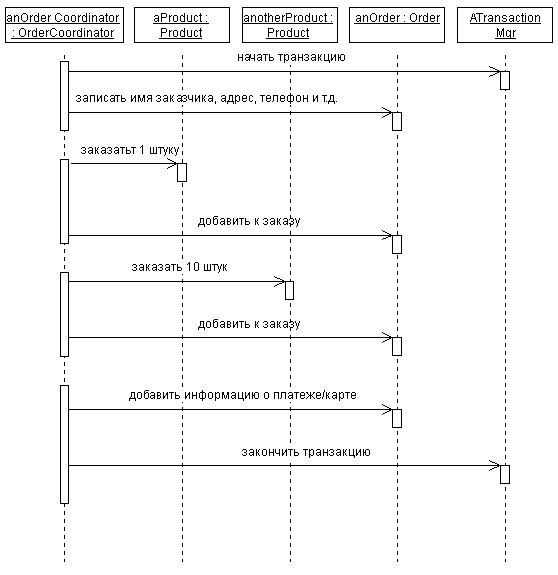 anOrder Coordinator
: OrderCoordinator
aProduct :
Product
anotherProduct :
Product
anOrder : Order
ATransaction
Mqr
начать транзакцию
записать имя заказчика, адрес, телефон и т.д.
заказатьт 1 штуку
добавить к заказу
заказать 10 штук
добавить к заказу
добавить информацию о платеже/карте
закончить транзакцию